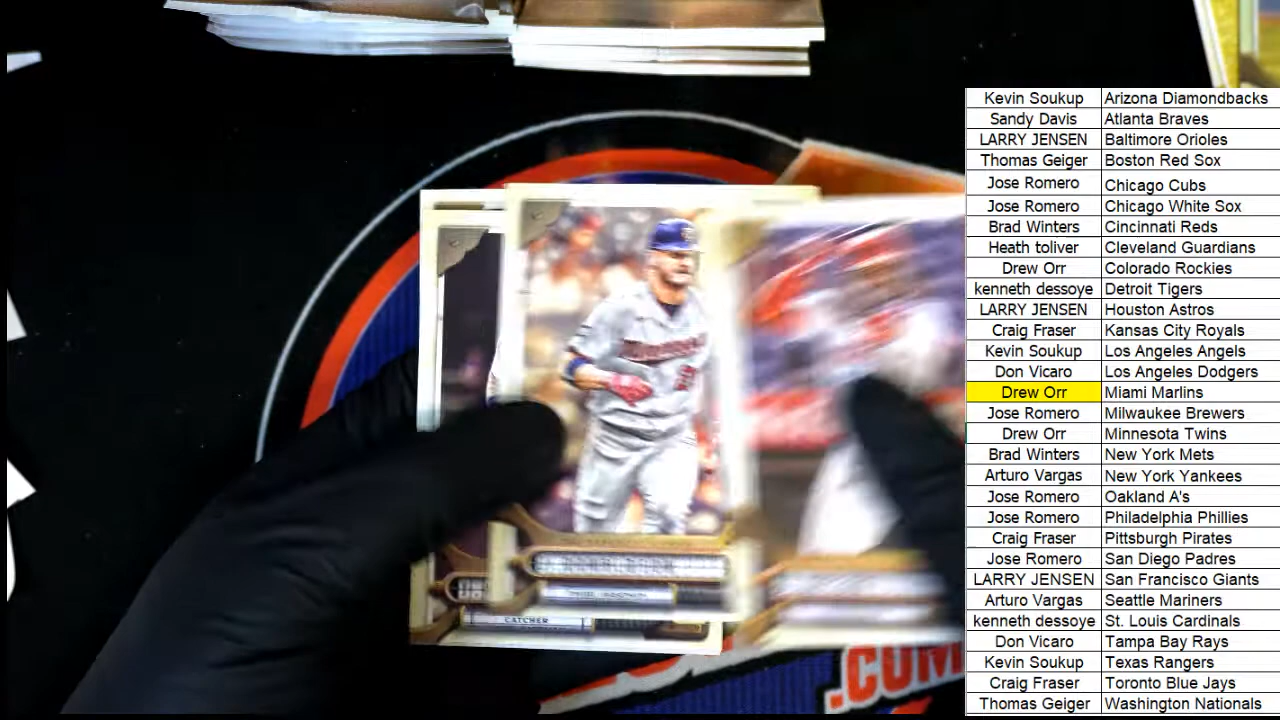 Kevin Soukup Arizona Diamondbacks
Sandy Davis Atlanta Braves
LARRY JENSEN Baltimore Orioles
Thomas Geiger Boston Red Sox
Jose Romero Chicago Cubs
Jose Romero Chicago White Sox
Brad Winters Cincinnati Reds
Heath toliver Cleveland Guardians
Drew Orr Colorado Rockies
kenneth dessoye Detroit Tigers
LARRY JENSEN Houston Astros
Craig Fraser Kansas City Royals
Kevin Soukup Los Angeles Angels
Don Vicaro Los Angeles Dodgers
Drew Orr Miami Marlins
Jose Romero Milwaukee Brewers
Drew Orr Minnesota Twins
Brad Winters New York Mets
Arturo Vargas New York Yankees
Jose Romero Oakland A's
Jose Romero Philadelphia Phillies
Craig Fraser Pittsburgh Pirates
Jose Romero San Diego Padres
LARRY JENSEN San Francisco Giants
Arturo Vargas Seattle Mariners
kenneth dessoye St. Louis Cardinals
Don Vicaro Tampa Bay Rays
Kevin Soukup Texas Rangers
Craig Fraser Toronto Blue Jays
Thomas Geiger Washington Nationals
CATCHER
.COM